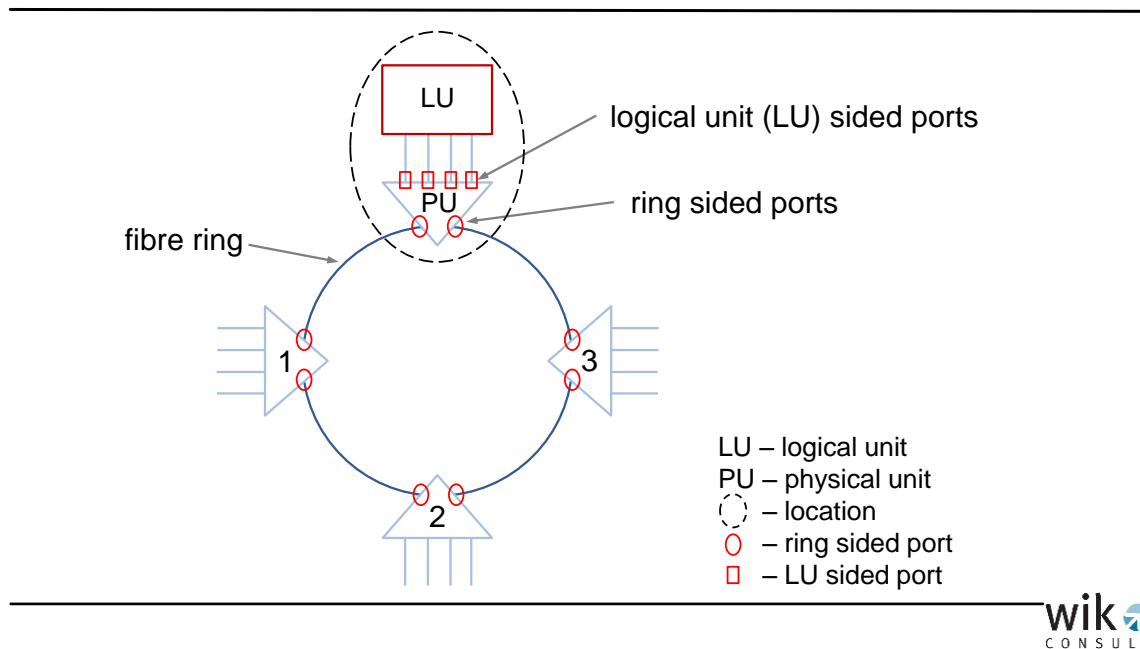 LU
logical unit (LU) sided ports
PU
ring sided ports
fibre ring
1
3
2
LU – logical unit
PU – physical unit
– location
– ring sided port
– LU sided port
wik
CONSUL